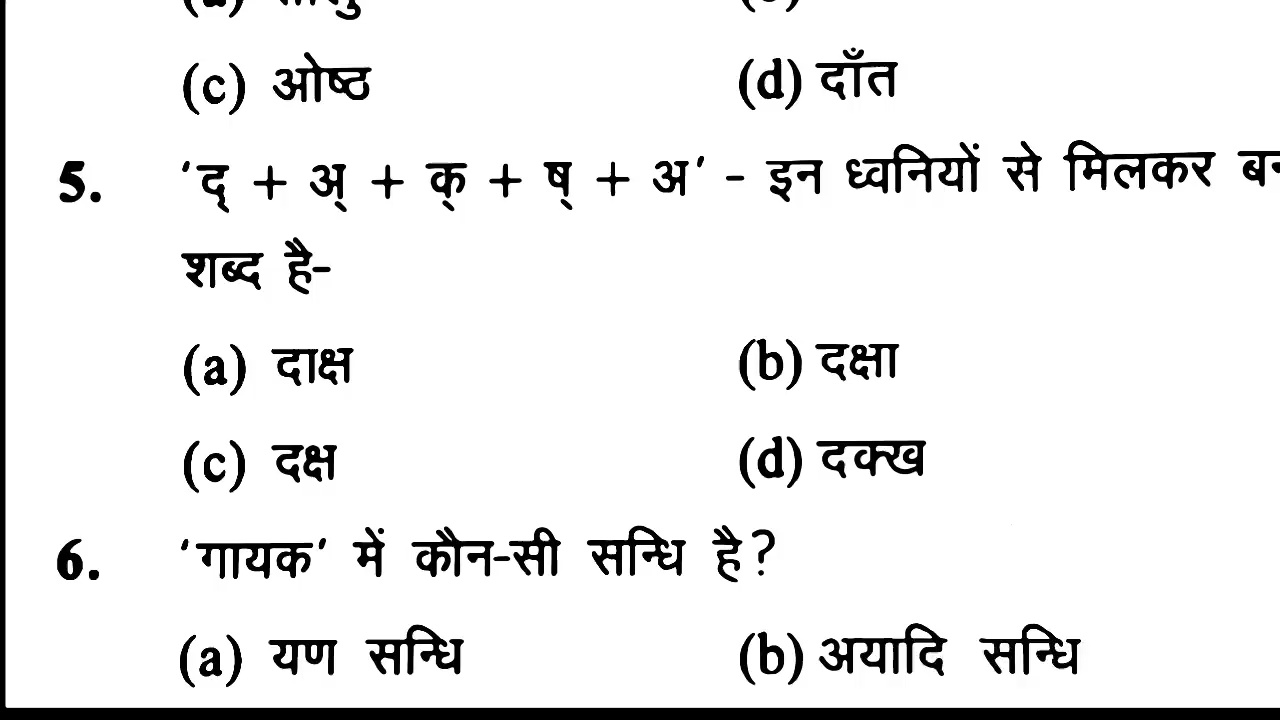 (c) ओष्ठ (d) दाँत
5. 'द् + अ् + क् + ष् + अ' - इन ध्वनियों से मिलकर
शब्द है-
(a) दाक्ष (b) दक्षा
(c) दक्ष (d) दक्ख
6. 'गायक' में कौन-सी सन्धि है?
(a) यण सन्धि (b) अयादि सन्धि